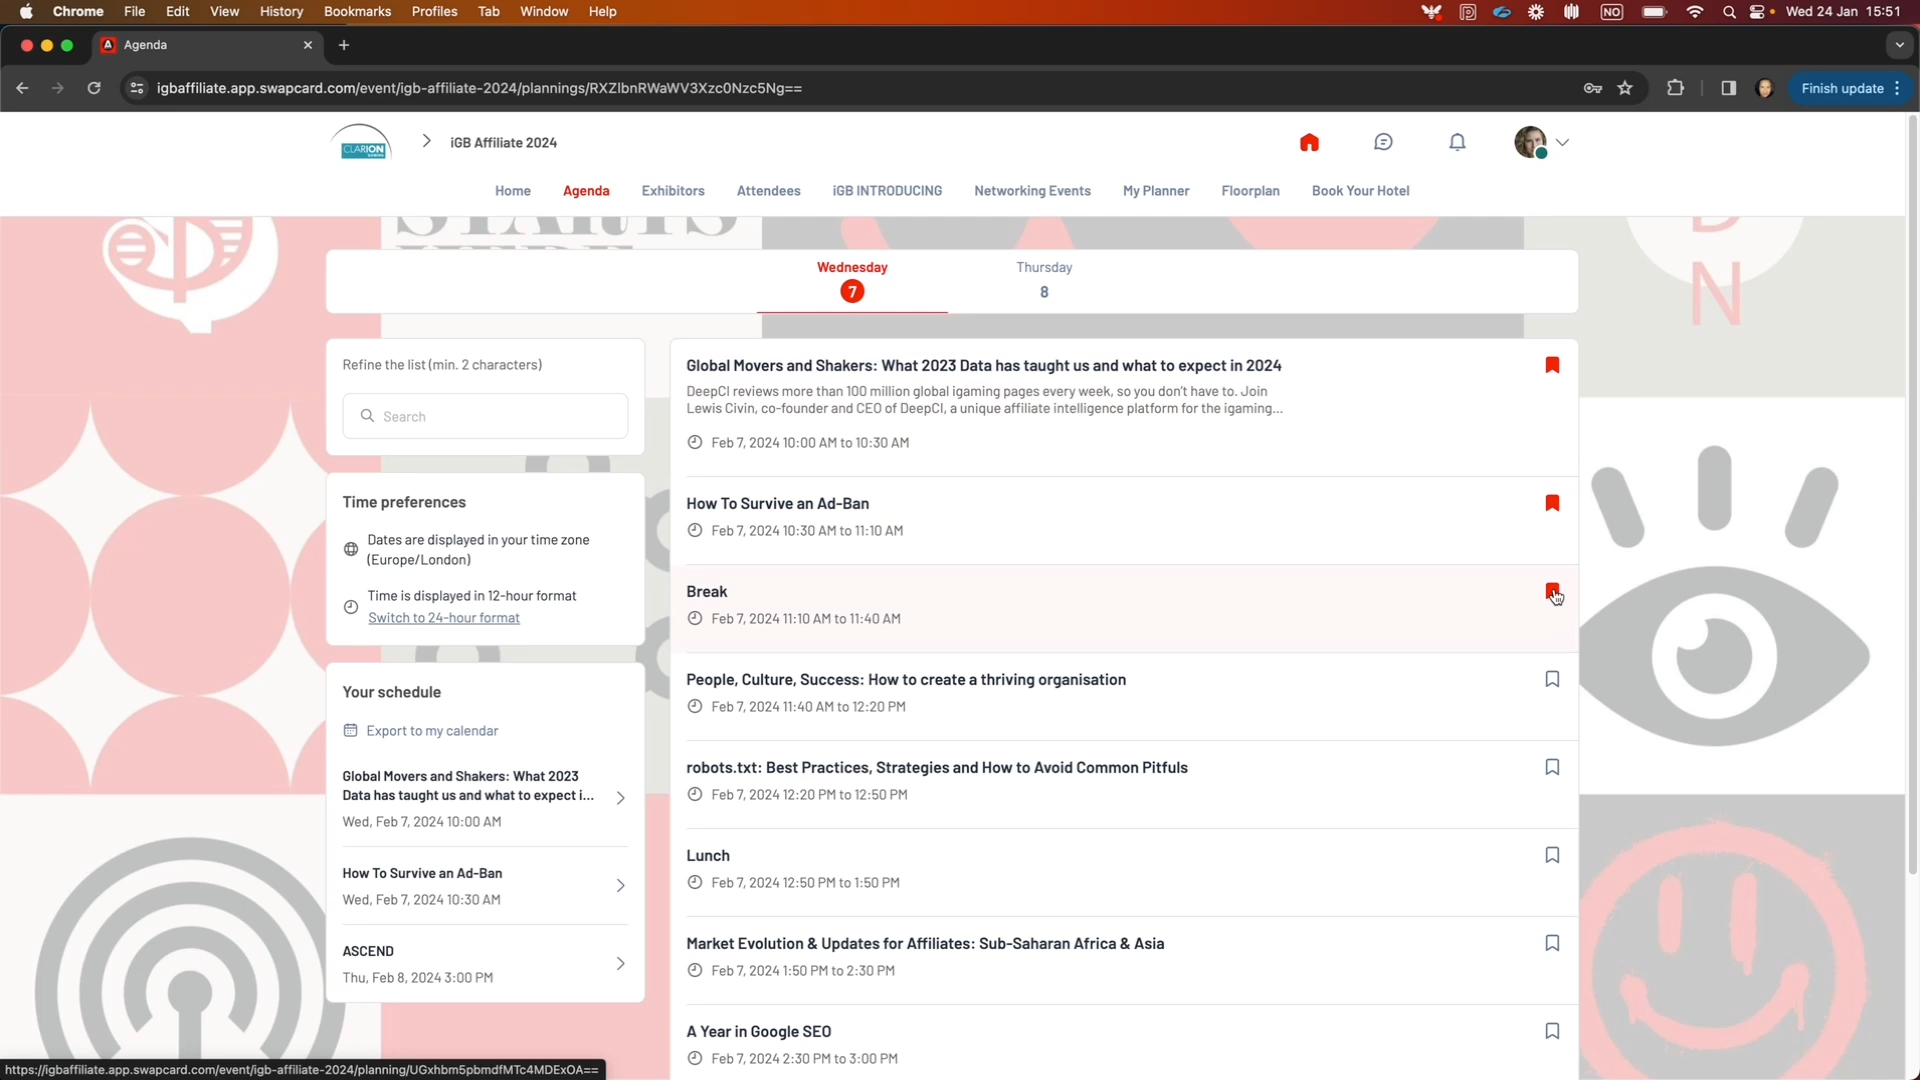 Chrome File Edit View History Bookmarks Profiles Tab Window Help NO Wed 24 Jan 15:51
Agenda
igbaffiliate.app.swapcard.com/event/igb-affiliate-2024/plannings/RXZlbnRWaWV3Xzc0Nzc5Ng== Finish update
CLARION iGB Affiliate 2024
Home Agenda Exhibitors Attendees iGB INTRODUCING Networking Events My Planner Floorplan Book Your Hotel
STARTS
HERE
D
N
Wednesday Thursday
7 8
Refine the list (min. 2 characters)
Search
Time preferences
Dates are displayed in your time zone
(Europe/London)
Time is displayed in 12-hour format
Switch to 24-hour format
Your schedule
Export to my calendar
Global Movers and Shakers: What 2023
Data has taught us and what to expect i...
Wed, Feb 7, 2024 10:00 AM
How To Survive an Ad-Ban
Wed, Feb 7, 2024 10:30 AM
ASCEND
Thu, Feb 8, 2024 3:00 PM
Global Movers and Shakers: What 2023 Data has taught us and what to expect in 2024
DeepCI reviews more than 100 million global igaming pages every week, so you don't have to. Join
Lewis Civin, co-founder and CEO of DeepCI, a unique affiliate intelligence platform for the igaming...
Feb 7, 2024 10:00 AM to 10:30 AM
How To Survive an Ad-Ban
Feb 7, 2024 10:30 AM to 11:10 AM
Break
Feb 7, 2024 11:10 AM to 11:40 AM
People, Culture, Success: How to create a thriving organisation
Feb 7, 2024 11:40 AM to 12:20 PM
robots.txt: Best Practices, Strategies and How to Avoid Common Pitfuls
Feb 7, 2024 12:20 PM to 12:50 PM
Lunch
Feb 7, 2024 12:50 PM to 1:50 PM
Market Evolution & Updates for Affiliates: Sub-Saharan Africa & Asia
Feb 7, 2024 1:50 PM to 2:30 PM
A Year in Google SEO
Feb 7, 2024 2:30 PM to 3:00 PM
https://igbaffiliate.app.swapcard.com/event/igb-affiliate-2024/planning/UGxhbm5pbmdfMTc4MDExOA==